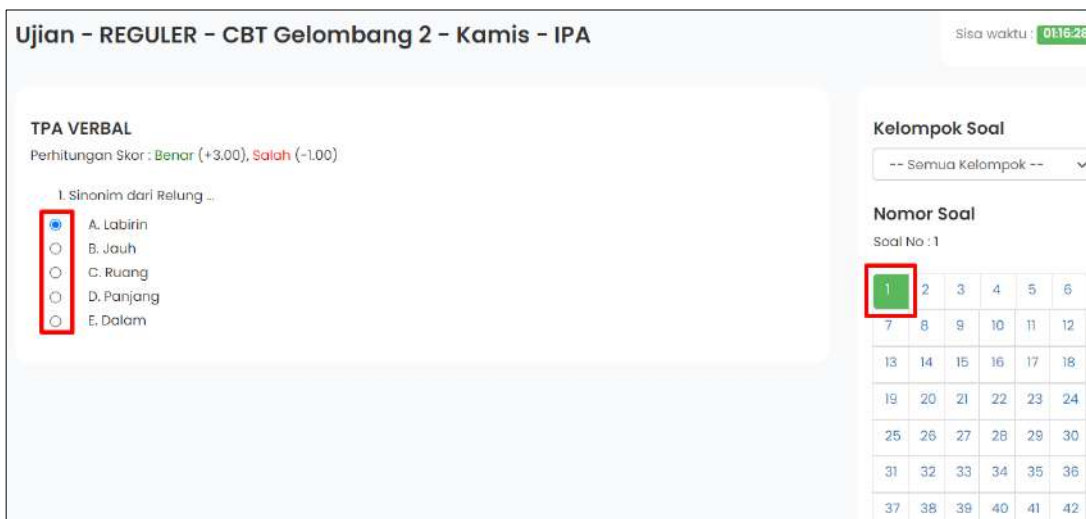 Ujian - REGULER - CBT Gelombang 2 - Kamis - IPA
Sisa waktu : 01:16:28
TPA VERBAL
Perhitungan Skor : Benar (+3.00), Salah (-1.00)
1. Sinonim dari Relung ...
A. Labirin
B. Jauh
C. Ruang
D. Panjang
E. Dalam
Kelompok Soal
-- Semua Kelompok --
Nomor Soal
Soal No : 1
1 2 3 4 5 6
7 8 9 10 11 12
13 14 15 16 17 18
19 20 21 22 23 24
25 26 27 28 29 30
31 32 33 34 35 36
37 38 39 40 41 42